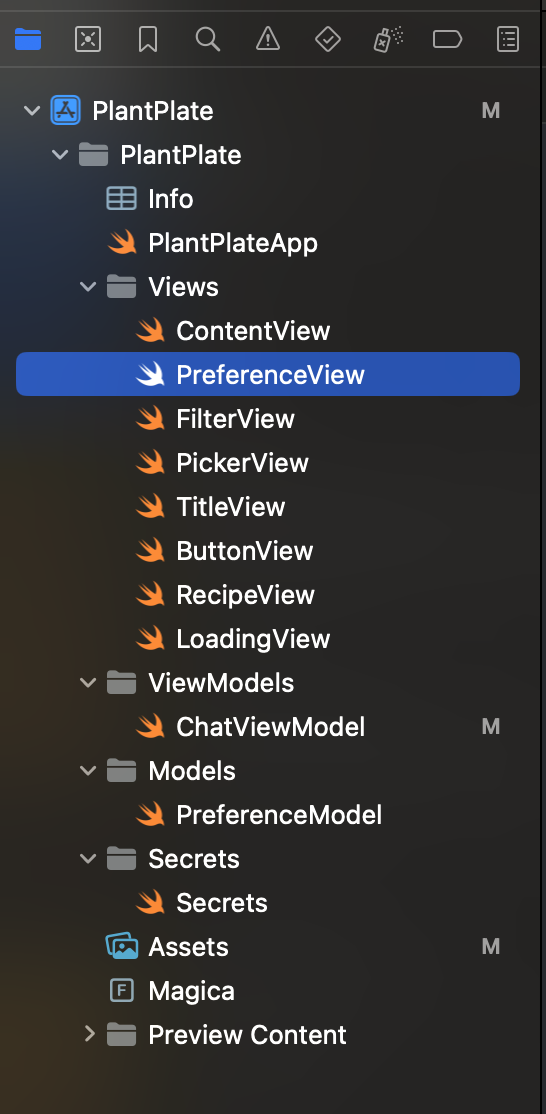 PlantPlate M
PlantPlate
Info
PlantPlateApp
Views
ContentView
PreferenceView
FilterView
PickerView
TitleView
ButtonView
RecipeView
LoadingView
ViewModels
ChatViewModel M
Models
PreferenceModel
Secrets
Secrets
Assets M
F Magica
Preview Content